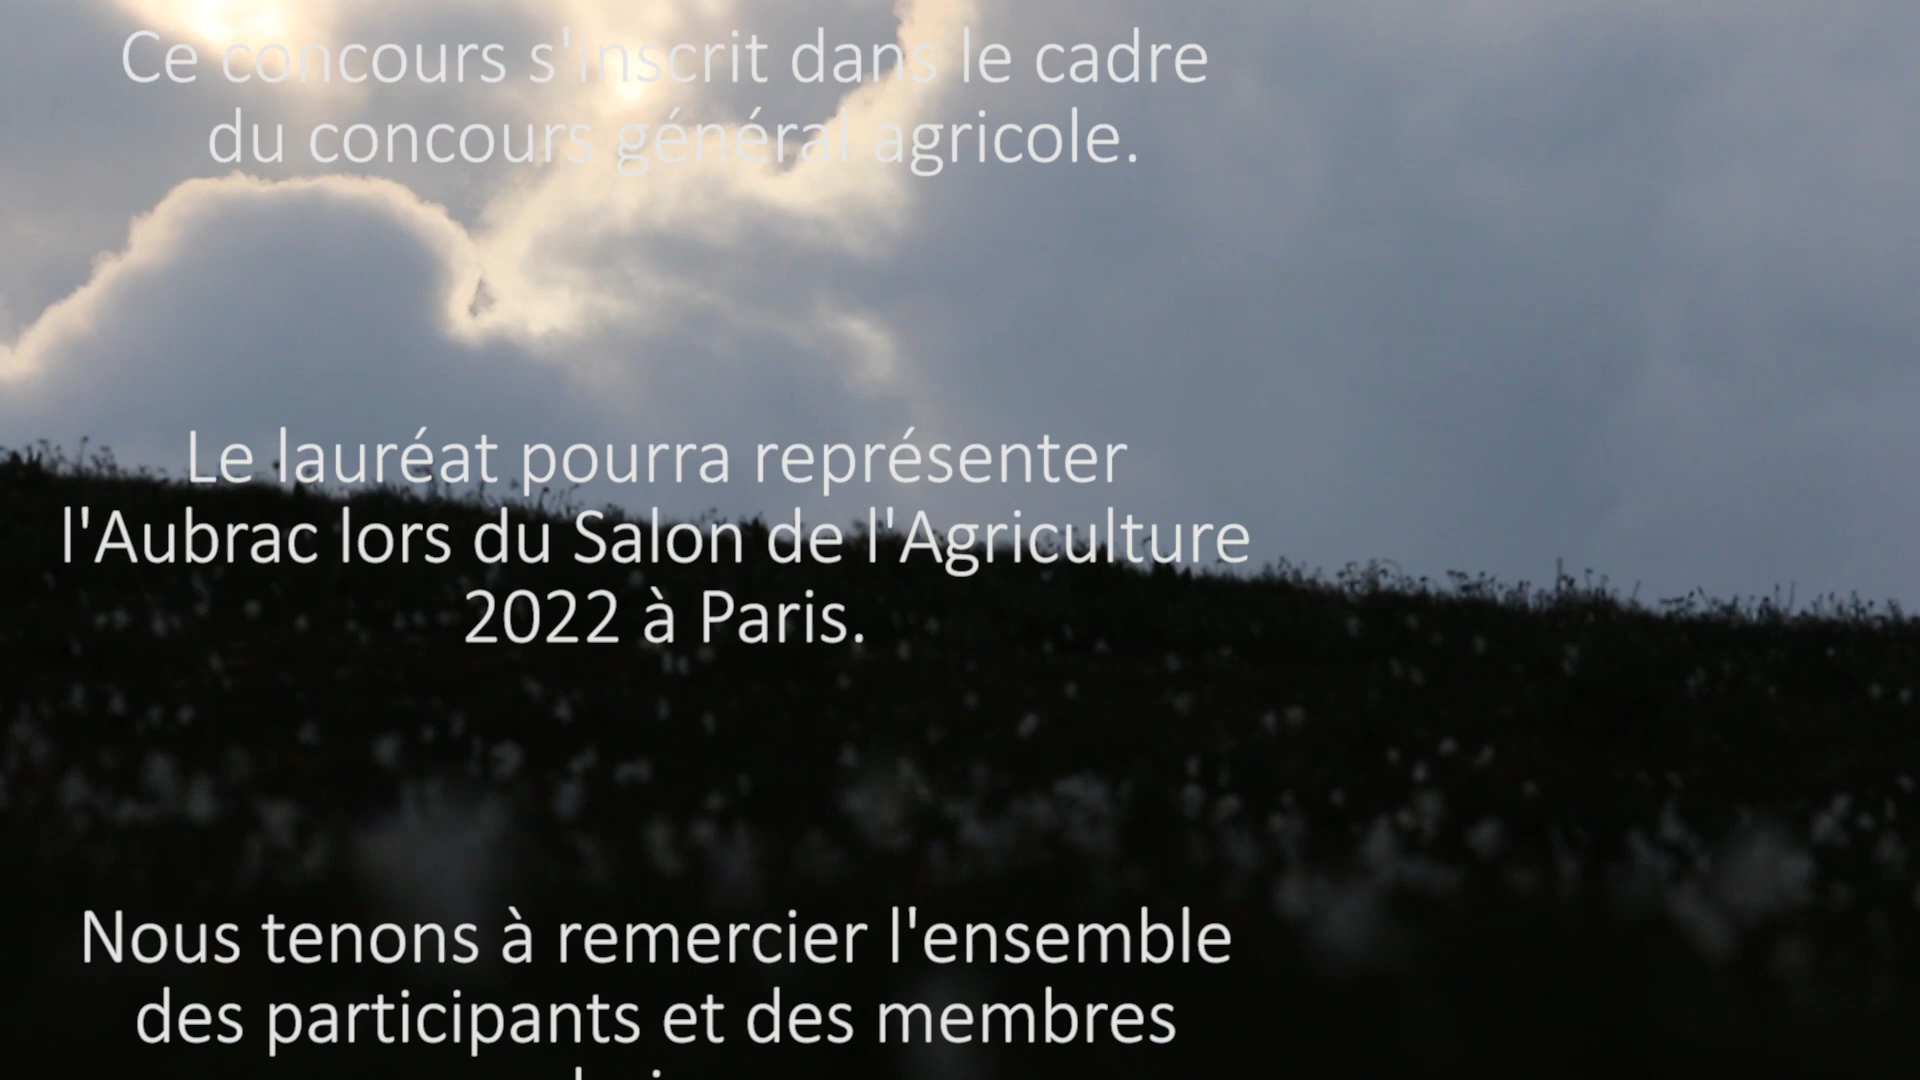 Ce concours s'inscrit dans le cadre
du concours général agricole.
Le lauréat pourra représenter
l'Aubrac lors du Salon de l'Agriculture
2022 à Paris.
Nous tenons à remercier l'ensemble
des participants et des membres